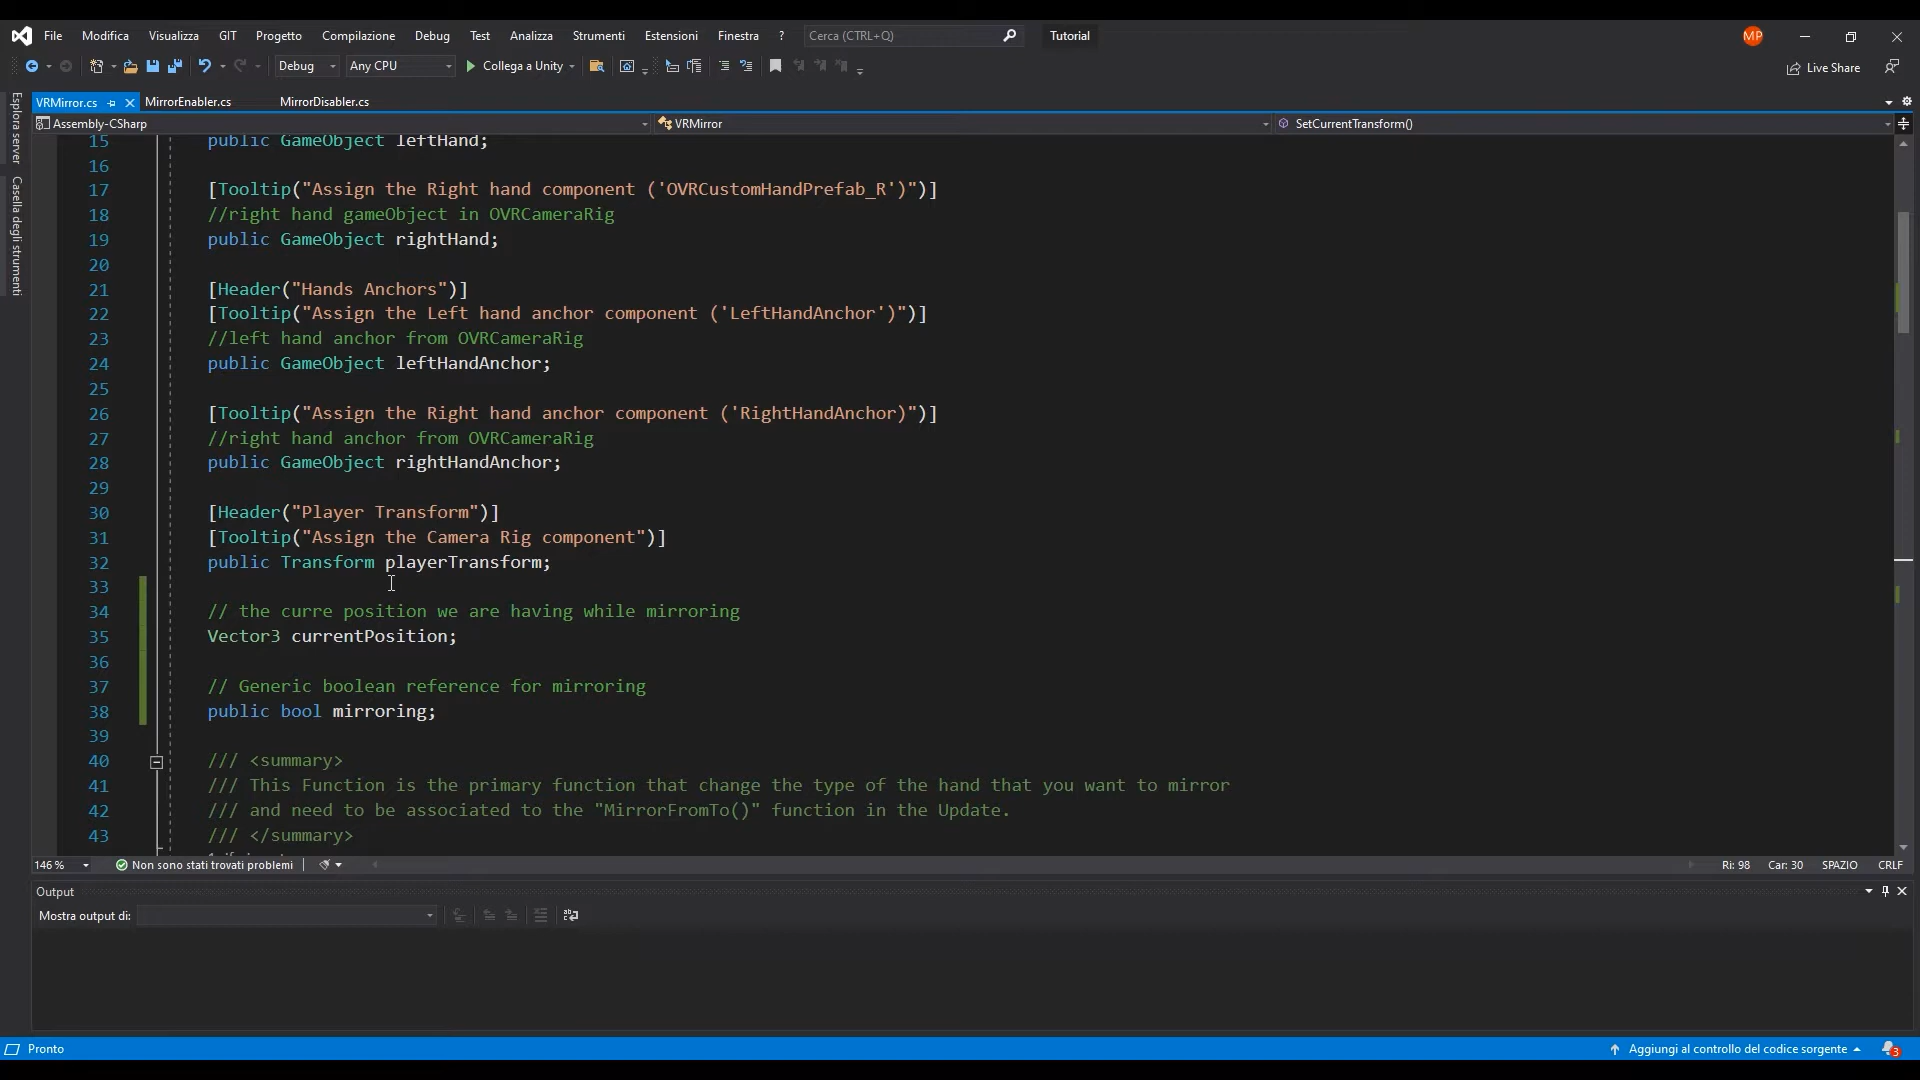 File Modifica Visualizza GIT Progetto Compilazione Debug Test Analizza Strumenti Estensioni Finestra ? Cerca (CTRL+Q) Tutorial MP
Debug Any CPU Collega a Unity Live Share
VRMirror.cs MirrorEnabler.cs MirrorDisabler.cs
Assembly-CSharp VRMirror SetCurrentTransform()
Esplora server
Casella degli strumenti
15 public GameObject leftHand;
16
17 [Tooltip("Assign the Right hand component ('OVRCustomHandPrefab_R')")]
18 //right hand gameObject in OVRCameraRig
19 public GameObject rightHand;
20
21 [Header("Hands Anchors")]
22 [Tooltip("Assign the Left hand anchor component ('LeftHandAnchor')")]
23 //left hand anchor from OVRCameraRig
24 public GameObject leftHandAnchor;
25
26 [Tooltip("Assign the Right hand anchor component ('RightHandAnchor)")]
27 //right hand anchor from OVRCameraRig
28 public GameObject rightHandAnchor;
29
30 [Header("Player Transform")]
31 [Tooltip("Assign the Camera Rig component")]
32 public Transform playerTransform;
33
34 // the curre position we are having while mirroring
35 Vector3 currentPosition;
36
37 // Generic boolean reference for mirroring
38 public bool mirroring;
39
40 /// <summary>
41 /// This Function is the primary function that change the type of the hand that you want to mirror
42 /// and need to be associated to the "MirrorFromTo()" function in the Update.
43 /// </summary>
146 % Non sono stati trovati problemi Ri: 98 Car: 30 SPAZIO CRLF
Output
Mostra output di:
Pronto Aggiungi al controllo del codice sorgente 3